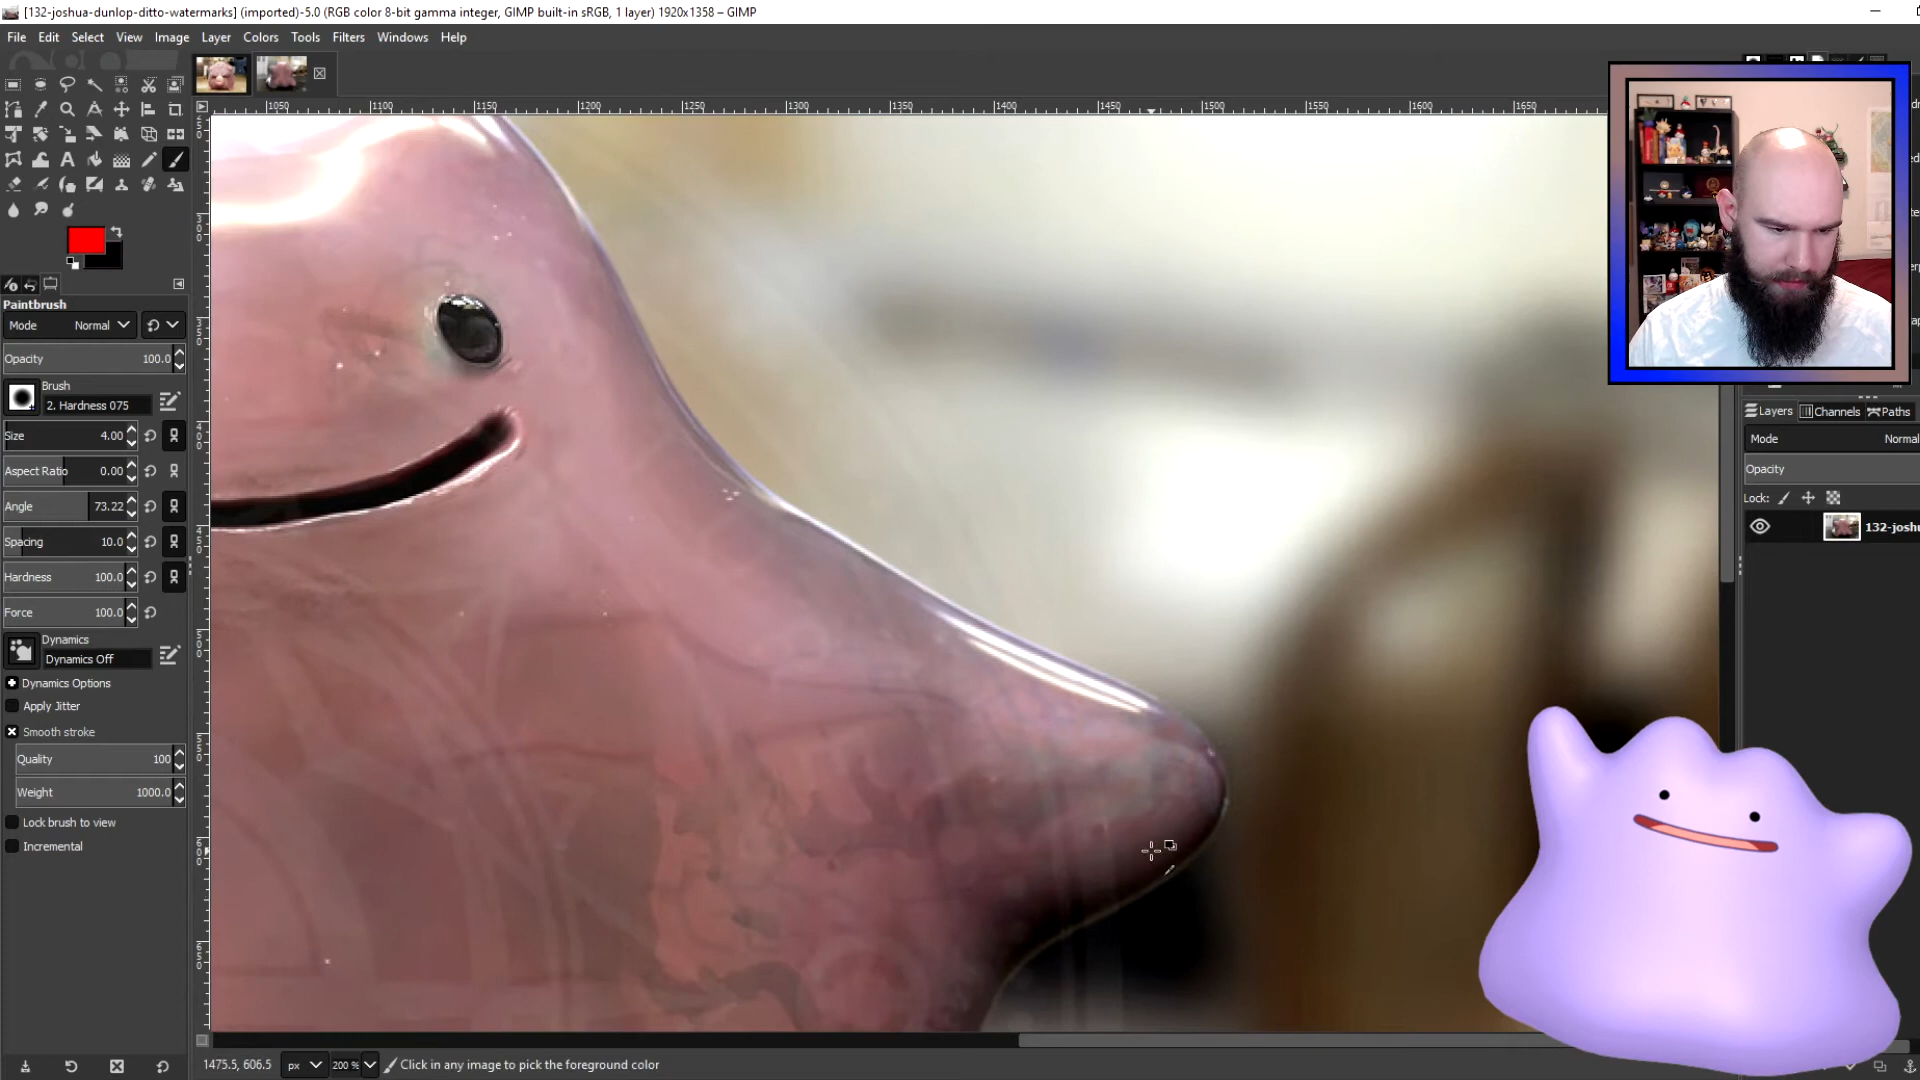 [132-joshua-dunlop-ditto-watermarks] (imported)-5.0 (RGB color 8-bit gamma integer, GIMP built-in sRGB, 1 layer) 1920x1358 – GIMP
File Edit Select View Image Layer Colors Tools Filters Windows Help
1050 1100 1150 1200 1250 1300 1350 1400 1450 1500 1550 1600 1650
Paintbrush
Mode Normal
Opacity 100.0
Brush
2. Hardness 075
Size 4.00
Aspect Ratio 0.00
Angle 73.22
Spacing 10.0
Hardness 100.0
Force 100.0
Dynamics
Dynamics Off
Dynamics Options
Apply Jitter
Smooth stroke
Quality 100
Weight 1000.0
Lock brush to view
Incremental
Layers Channels Paths
Mode Normal
Opacity
Lock:
132-joshu
1475.5, 606.5 px 200 % Click in any image to pick the foreground color